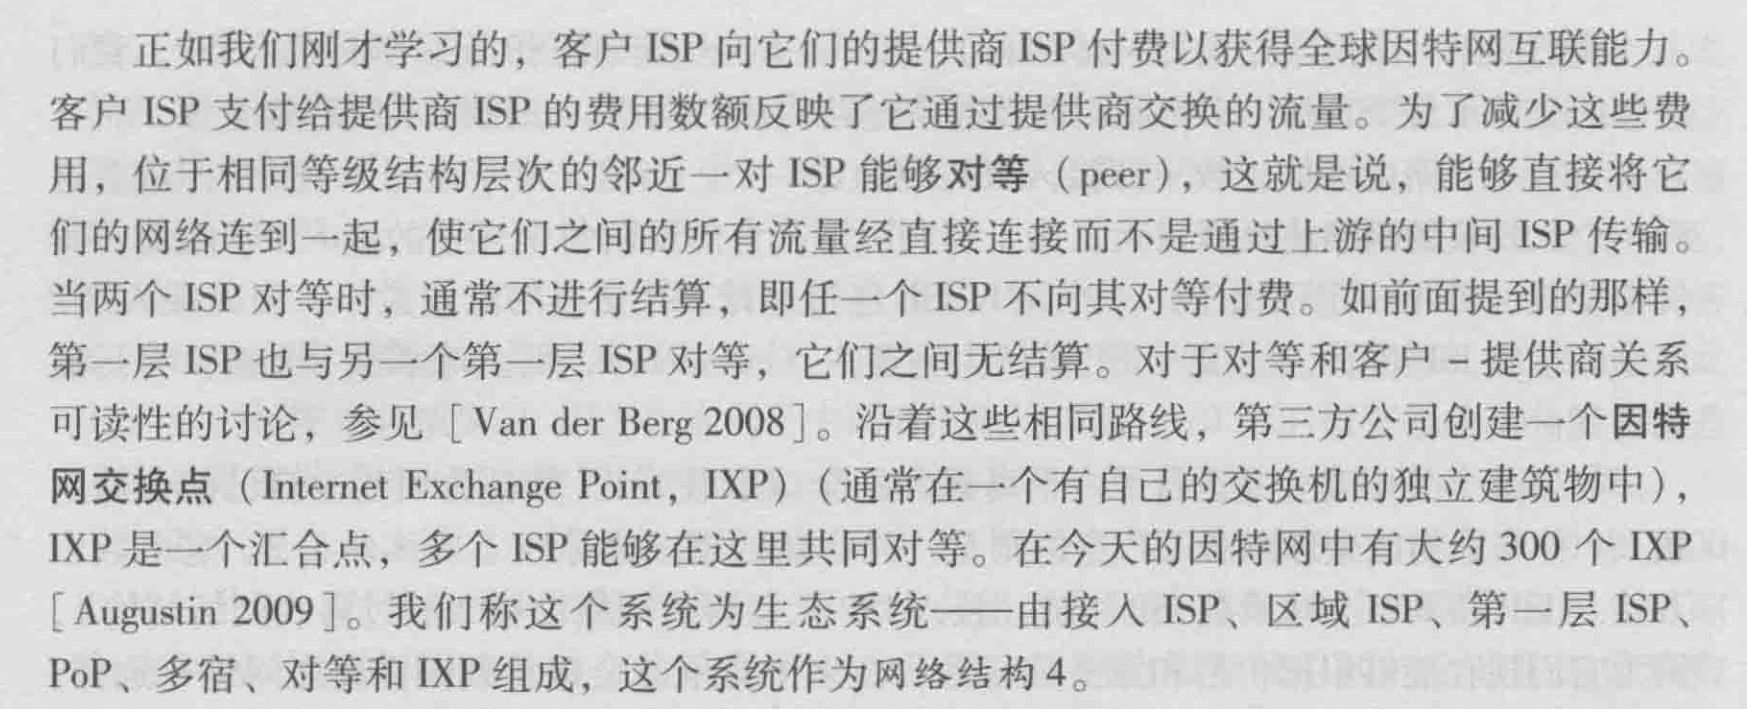 正如我们刚才学习的，客户 ISP 向它们的提供商 ISP 付费以获得全球因特网互联能力。
客户 ISP 支付给提供商 ISP 的费用数额反映了它通过提供商交换的流量。为了减少这些费
用，位于相同等级结构层次的邻近一对 ISP 能够对等（peer），这就是说，能够直接将它
们的网络连到一起，使它们之间的所有流量经直接连接而不是通过上游的中间 ISP 传输。
当两个 ISP 对等时，通常不进行结算，即任一个 ISP 不向其对等付费。如前面提到的那样，
第一层 ISP 也与另一个第一层 ISP 对等，它们之间无结算。对于对等和客户－提供商关系
可读性的讨论，参见［Van der Berg 2008］。沿着这些相同路线，第三方公司创建一个因特
网交换点（Internet Exchange Point，IXP）（通常在一个有自己的交换机的独立建筑物中），
IXP 是一个汇合点，多个 ISP 能够在这里共同对等。在今天的因特网中有大约 300 个 IXP
［Augustin 2009］。我们称这个系统为生态系统——由接入 ISP、区域 ISP、第一层 ISP、
PoP、多宿、对等和 IXP 组成，这个系统作为网络结构 4。